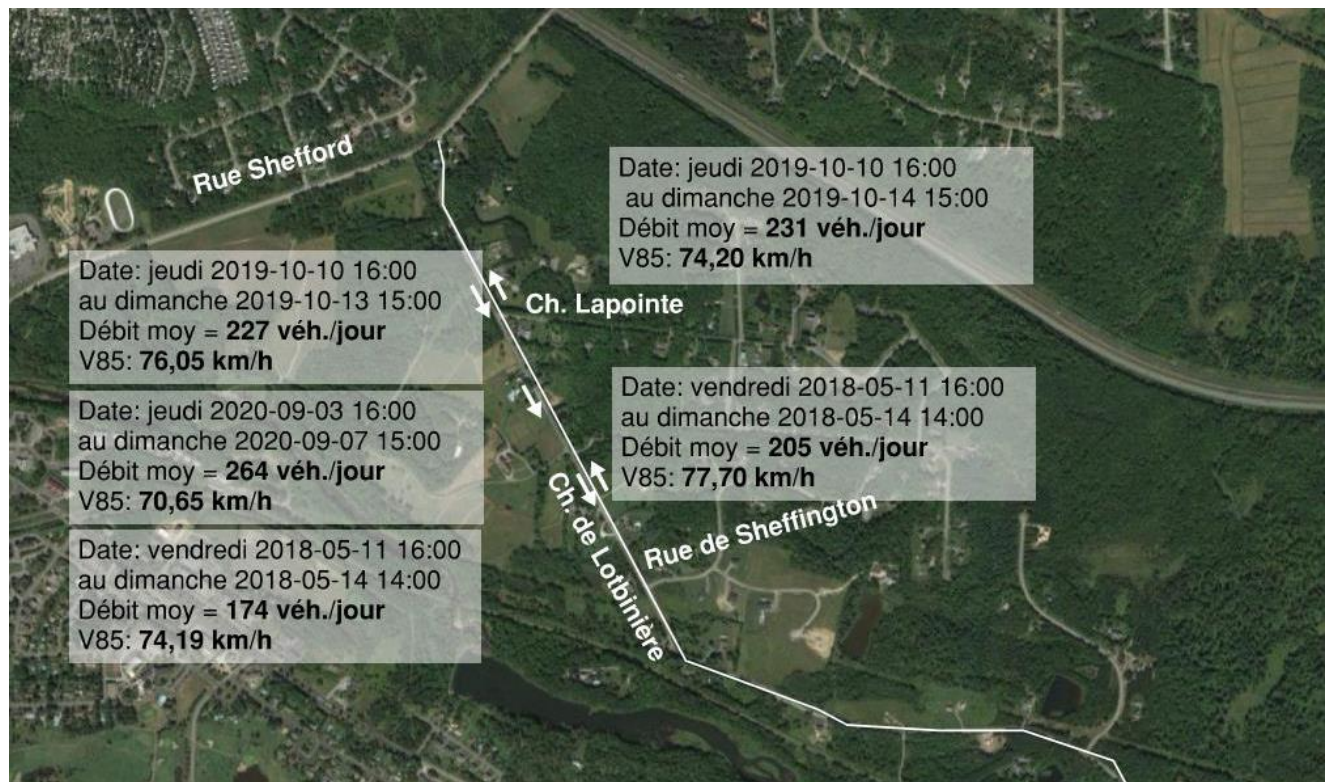 Rue Shefford
Date: jeudi 2019-10-10 16:00
au dimanche 2019-10-14 15:00
Débit moy = 231 véh./jour
V85: 74,20 km/h
Date: jeudi 2019-10-10 16:00
au dimanche 2019-10-13 15:00
Débit moy = 227 véh./jour
V85: 76,05 km/h
Ch. Lapointe
Date: jeudi 2020-09-03 16:00
au dimanche 2020-09-07 15:00
Débit moy = 264 véh./jour
V85: 70,65 km/h
Date: vendredi 2018-05-11 16:00
au dimanche 2018-05-14 14:00
Débit moy = 205 véh./jour
V85: 77,70 km/h
Ch. de Lotbinière
Rue de Sheffington
Date: vendredi 2018-05-11 16:00
au dimanche 2018-05-14 14:00
Débit moy = 174 véh./jour
V85: 74,19 km/h